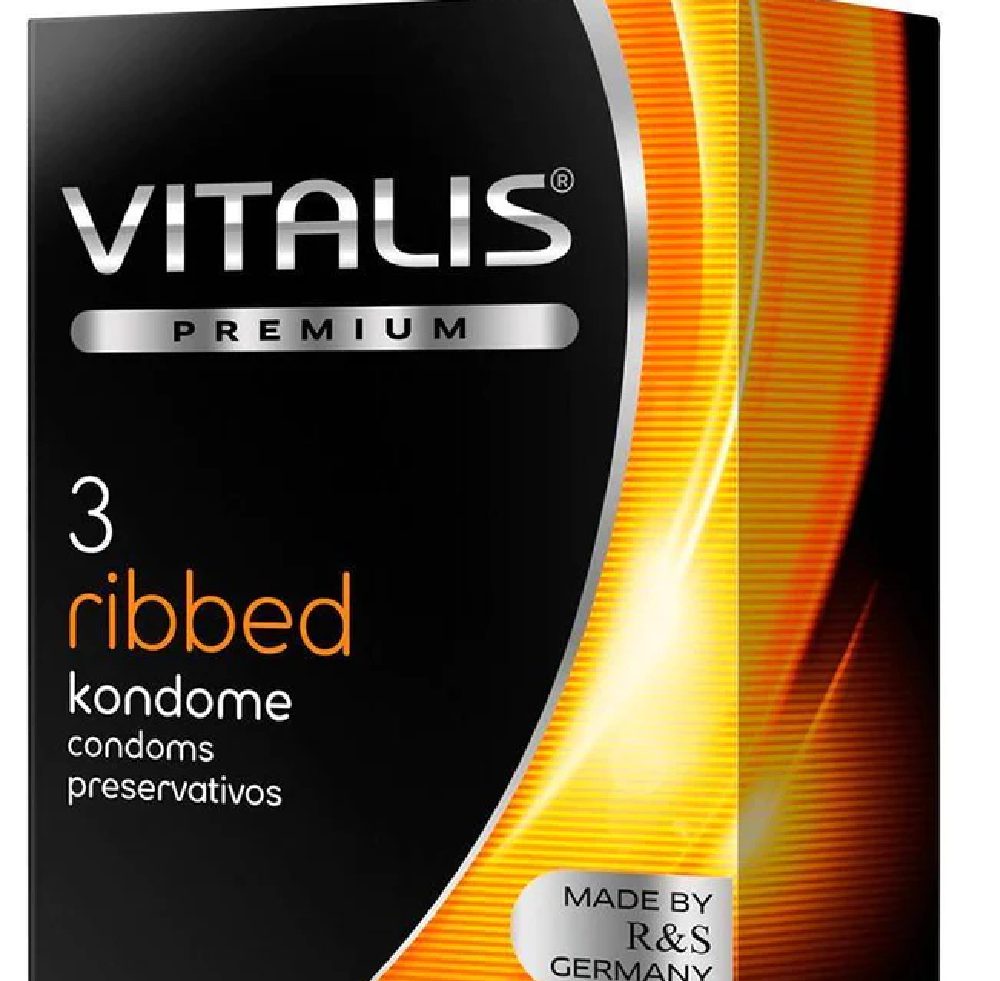 VITALIS®
PREMIUM
3
ribbed
kondome
condoms
preservativos
MADE BY
R&S
GERMANY